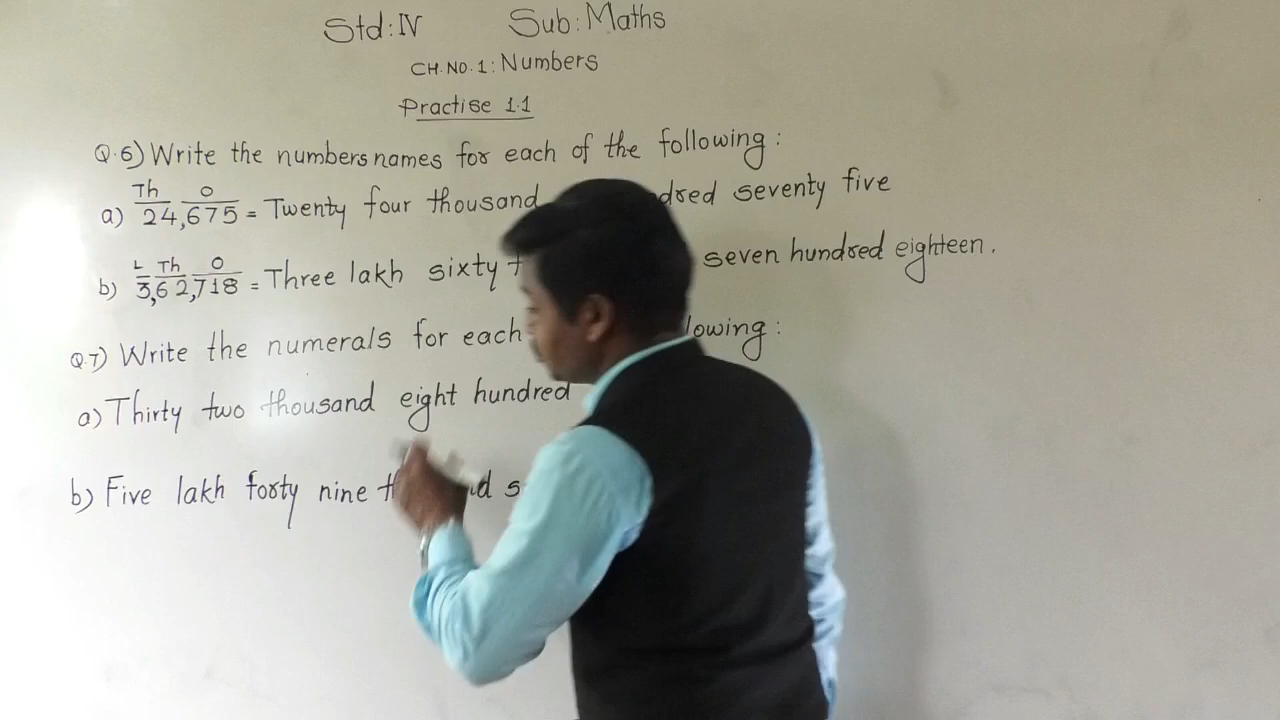 Std: IV Sub: Maths
CH. NO. 1: Numbers
Practise 1.1
Q.6) Write the numbers names for each of the following:
Th O
a) 24,675 = Twenty four thousand seventy five
L Th O
b) 3,62,718 = Three lakh sixty seven hundred eighteen.
Q.7) Write the numerals for each
a) Thirty two thousand eight hundred
b) Five lakh forty nine